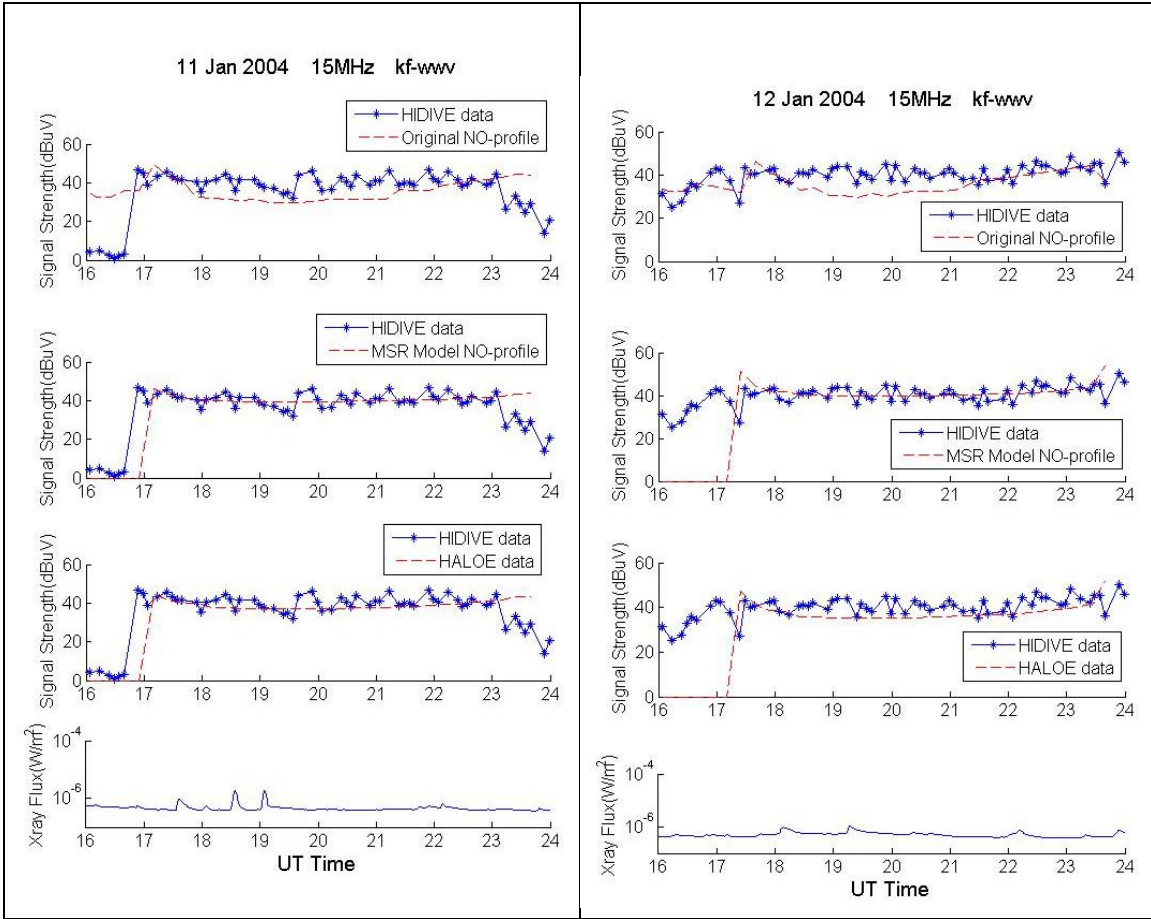 11 Jan 2004 15MHz kf-wwv
HIDIVE data
Original NO-profile
Signal Strength(dBuV)
60
40
20
0
16 17 18 19 20 21 22 23 24
HIDIVE data
MSR Model NO-profile
Signal Strength(dBuV)
60
40
20
0
16 17 18 19 20 21 22 23 24
HIDIVE data
HALOE data
Signal Strength(dBuV)
60
40
20
0
16 17 18 19 20 21 22 23 24
Xray Flux(W/m²)
10⁻⁴
10⁻⁶
16 17 18 19 20 21 22 23 24
UT Time
12 Jan 2004 15MHz kf-wwv
Signal Strength(dBuV)
60
40
20
0
HIDIVE data
Original NO-profile
16 17 18 19 20 21 22 23 24
Signal Strength(dBuV)
60
40
20
0
HIDIVE data
MSR Model NO-profile
16 17 18 19 20 21 22 23 24
Signal Strength(dBuV)
60
40
20
0
HIDIVE data
HALOE data
16 17 18 19 20 21 22 23 24
Xray Flux(W/m²)
10⁻⁴
10⁻⁶
16 17 18 19 20 21 22 23 24
UT Time